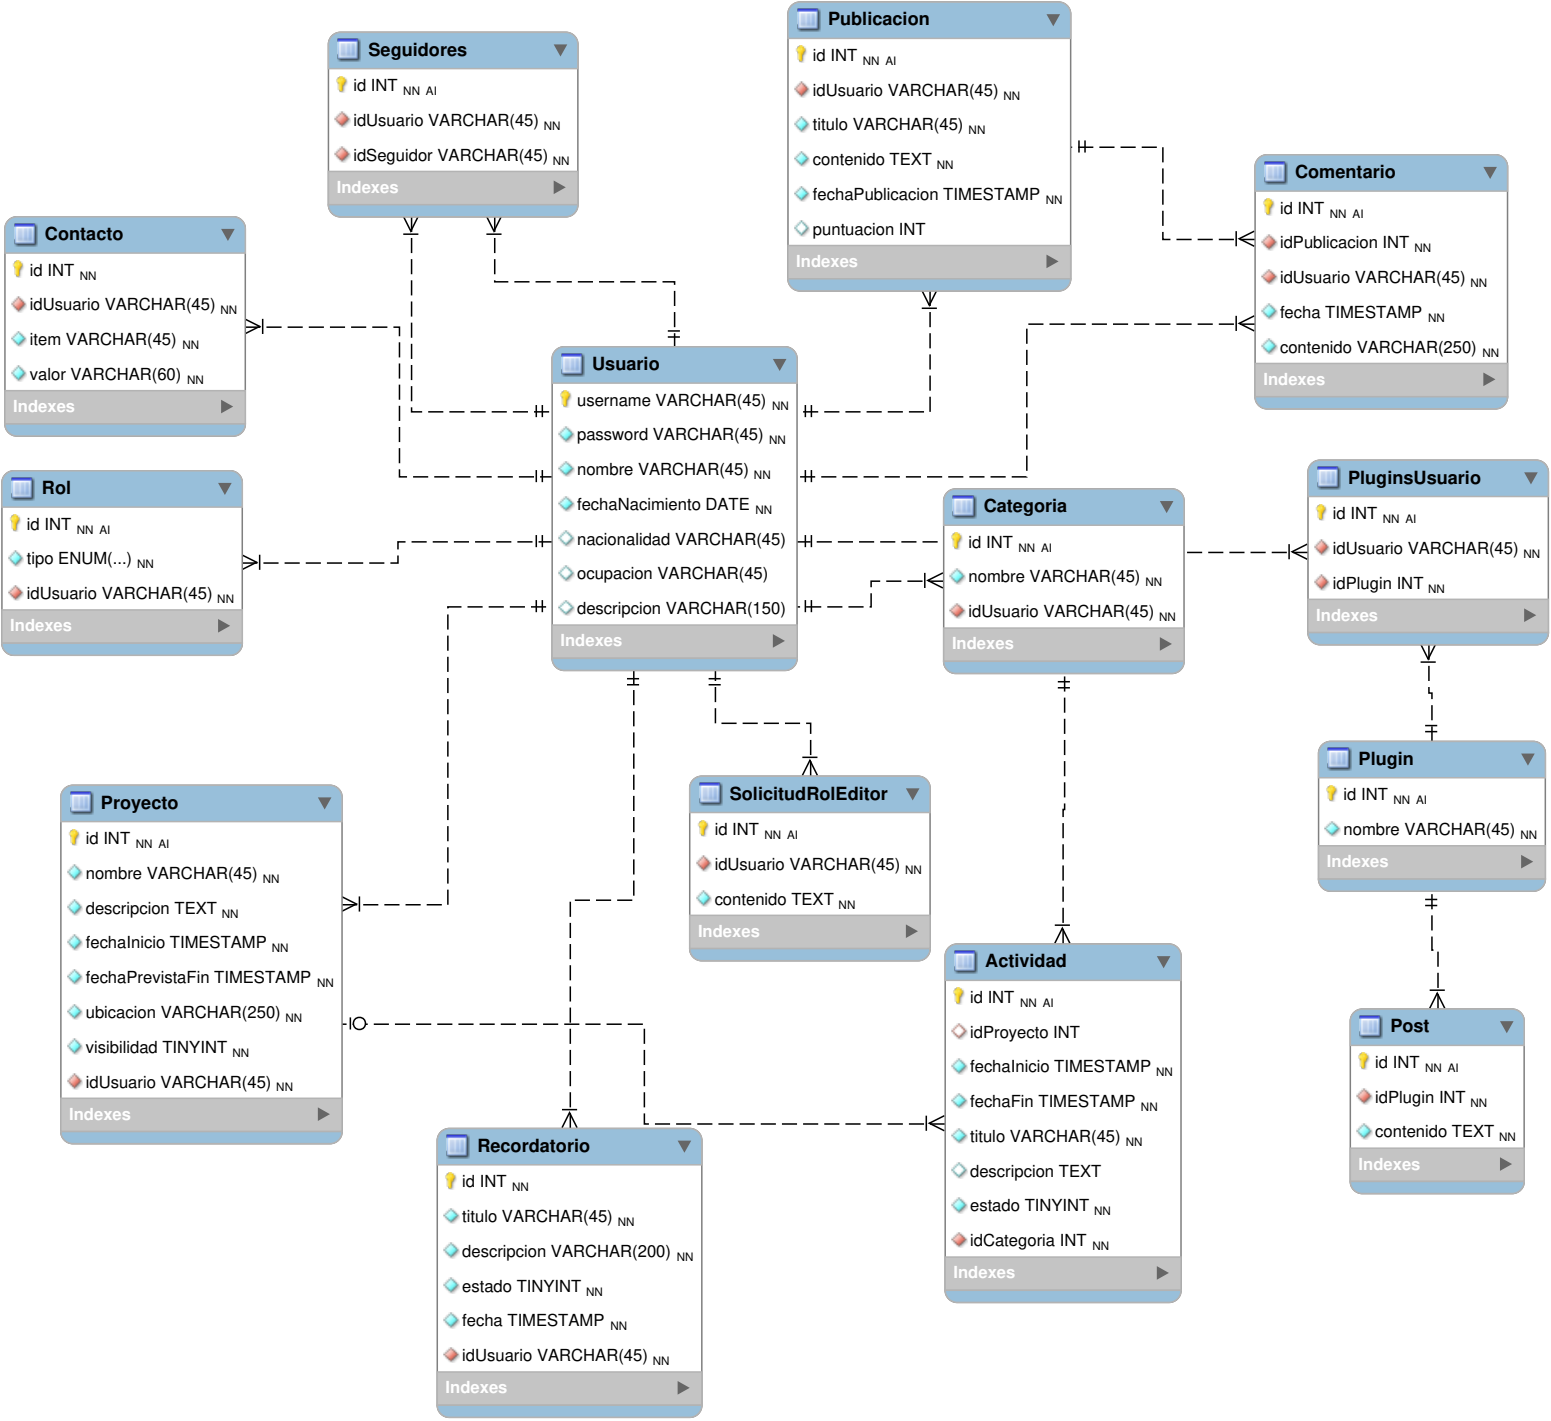 Seguidores
id INT NN AI
idUsuario VARCHAR(45) NN
idSeguidor VARCHAR(45) NN
Indexes
Publicacion
id INT NN AI
idUsuario VARCHAR(45) NN
titulo VARCHAR(45) NN
contenido TEXT NN
fechaPublicacion TIMESTAMP NN
puntuacion INT
Indexes
Comentario
id INT NN AI
idPublicacion INT NN
idUsuario VARCHAR(45) NN
fecha TIMESTAMP NN
contenido VARCHAR(250) NN
Indexes
Contacto
id INT NN
idUsuario VARCHAR(45) NN
item VARCHAR(45) NN
valor VARCHAR(60) NN
Indexes
Usuario
username VARCHAR(45) NN
password VARCHAR(45) NN
nombre VARCHAR(45) NN
fechaNacimiento DATE NN
nacionalidad VARCHAR(45)
ocupacion VARCHAR(45)
descripcion VARCHAR(150)
Indexes
Rol
id INT NN AI
tipo ENUM(...) NN
idUsuario VARCHAR(45) NN
Indexes
Categoria
id INT NN AI
nombre VARCHAR(45) NN
idUsuario VARCHAR(45) NN
Indexes
PluginsUsuario
id INT NN AI
idUsuario VARCHAR(45) NN
idPlugin INT NN
Indexes
Plugin
id INT NN AI
nombre VARCHAR(45) NN
Indexes
Proyecto
id INT NN AI
nombre VARCHAR(45) NN
descripcion TEXT NN
fechaInicio TIMESTAMP NN
fechaPrevistaFin TIMESTAMP NN
ubicacion VARCHAR(250) NN
visibilidad TINYINT NN
idUsuario VARCHAR(45) NN
Indexes
SolicitudRolEditor
id INT NN AI
idUsuario VARCHAR(45) NN
contenido TEXT NN
Indexes
Actividad
id INT NN AI
idProyecto INT
fechaInicio TIMESTAMP NN
fechaFin TIMESTAMP NN
titulo VARCHAR(45) NN
descripcion TEXT
estado TINYINT NN
idCategoria INT NN
Indexes
Post
id INT NN AI
idPlugin INT NN
contenido TEXT NN
Indexes
Recordatorio
id INT NN
titulo VARCHAR(45) NN
descripcion VARCHAR(200) NN
estado TINYINT NN
fecha TIMESTAMP NN
idUsuario VARCHAR(45) NN
Indexes